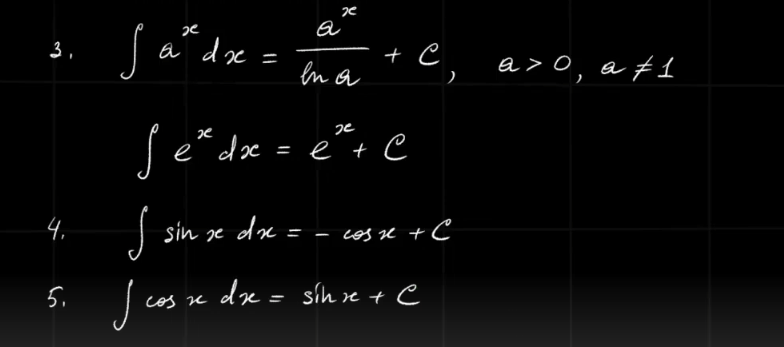 3. ∫ a^x dx = a^x / ln a + C, a > 0, a ≠ 1
∫ e^x dx = e^x + C
4. ∫ sin x dx = - cos x + C
5. ∫ cos x dx = sin x + C